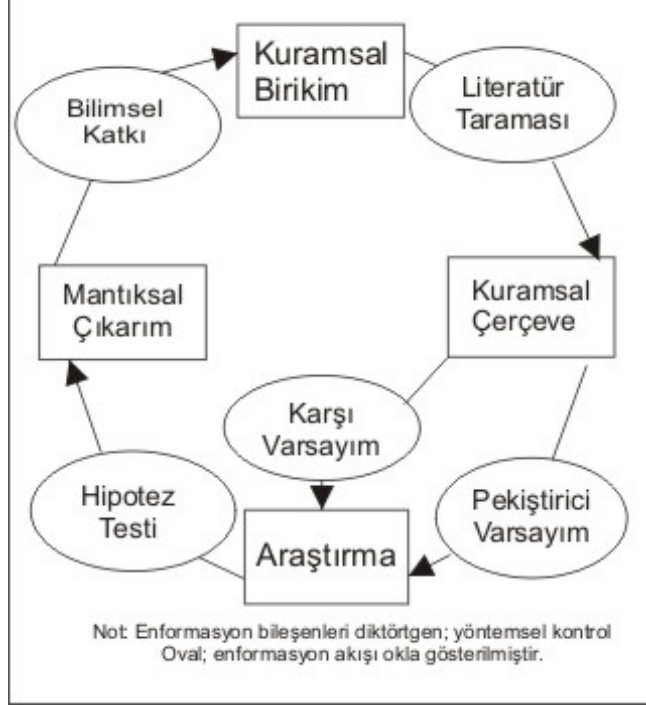 Kuramsal
Birikim
Literatür
Taraması
Bilimsel
Katkı
Mantıksal
Çıkarım
Kuramsal
Çerçeve
Karşı
Varsayım
Hipotez
Testi
Araştırma
Pekiştirici
Varsayım
Not: Enformasyon bileşenleri diktörtgen; yöntemsel kontrol
Oval; enformasyon akışı okla gösterilmiştir.